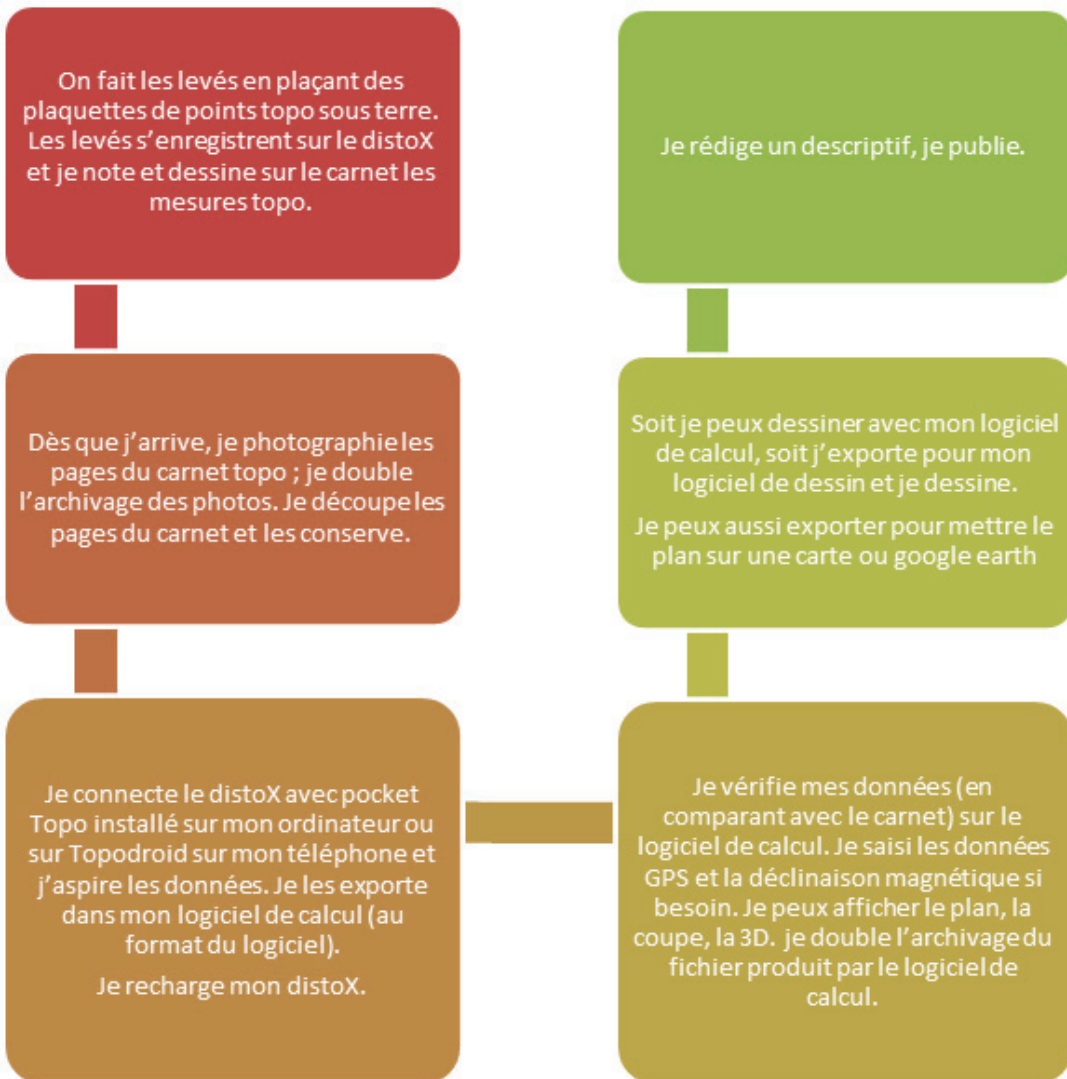 On fait les levés en plaçant des
plaquettes de points topo sous terre.
Les levés s’enregistrent sur le distoX
et je note et dessine sur le carnet les
mesures topo.
Dès que j’arrive, je photographie les
pages du carnet topo ; je double
l’archivage des photos. Je découpe les
pages du carnet et les conserve.
Je connecte le distoX avec pocket
Topo installé sur mon ordinateur ou
sur Topodroid sur mon téléphone et
j’aspire les données. Je les exporte
dans mon logiciel de calcul (au
format du logiciel).
Je recharge mon distoX.
Je vérifie mes données (en
comparant avec le carnet) sur le
logiciel de calcul. Je saisi les données
GPS et la déclinaison magnétique si
besoin. Je peux afficher le plan, la
coupe, la 3D. je double l’archivage du
fichier produit par le logiciel de
calcul.
Soit je peux dessiner avec mon logiciel
de calcul, soit j’exporte pour mon
logiciel de dessin et je dessine.
Je peux aussi exporter pour mettre le
plan sur une carte ou google earth
Je rédige un descriptif, je publie.